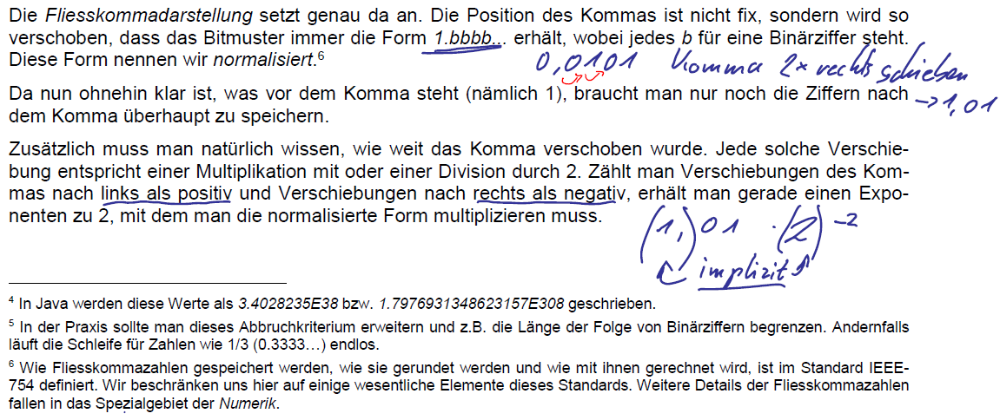 Die Fliesskommadarstellung setzt genau da an. Die Position des Kommas ist nicht fix, sondern wird so
verschoben, dass das Bitmuster immer die Form 1.bbbb... erhält, wobei jedes b für eine Binärziffer steht.
Diese Form nennen wir normalisiert.6
0,0101 Komma 2x rechts schieben
→ 1,01
Da nun ohnehin klar ist, was vor dem Komma steht (nämlich 1), braucht man nur noch die Ziffern nach
dem Komma überhaupt zu speichern.
Zusätzlich muss man natürlich wissen, wie weit das Komma verschoben wurde. Jede solche Verschie-
bung entspricht einer Multiplikation mit oder einer Division durch 2. Zählt man Verschiebungen des Kom-
mas nach links als positiv und Verschiebungen nach rechts als negativ, erhält man gerade einen Expo-
nenten zu 2, mit dem man die normalisierte Form multiplizieren muss.
(1,)01 · (2)^-2
implizit
4 In Java werden diese Werte als 3.4028235E38 bzw. 1.7976931348623157E308 geschrieben.
5 In der Praxis sollte man dieses Abbruchkriterium erweitern und z.B. die Länge der Folge von Binärziffern begrenzen. Andernfalls
läuft die Schleife für Zahlen wie 1/3 (0.3333…) endlos.
6 Wie Fliesskommazahlen gespeichert werden, wie sie gerundet werden und wie mit ihnen gerechnet wird, ist im Standard IEEE-
754 definiert. Wir beschränken uns hier auf einige wesentliche Elemente dieses Standards. Weitere Details der Fliesskommazahlen
fallen in das Spezialgebiet der Numerik.